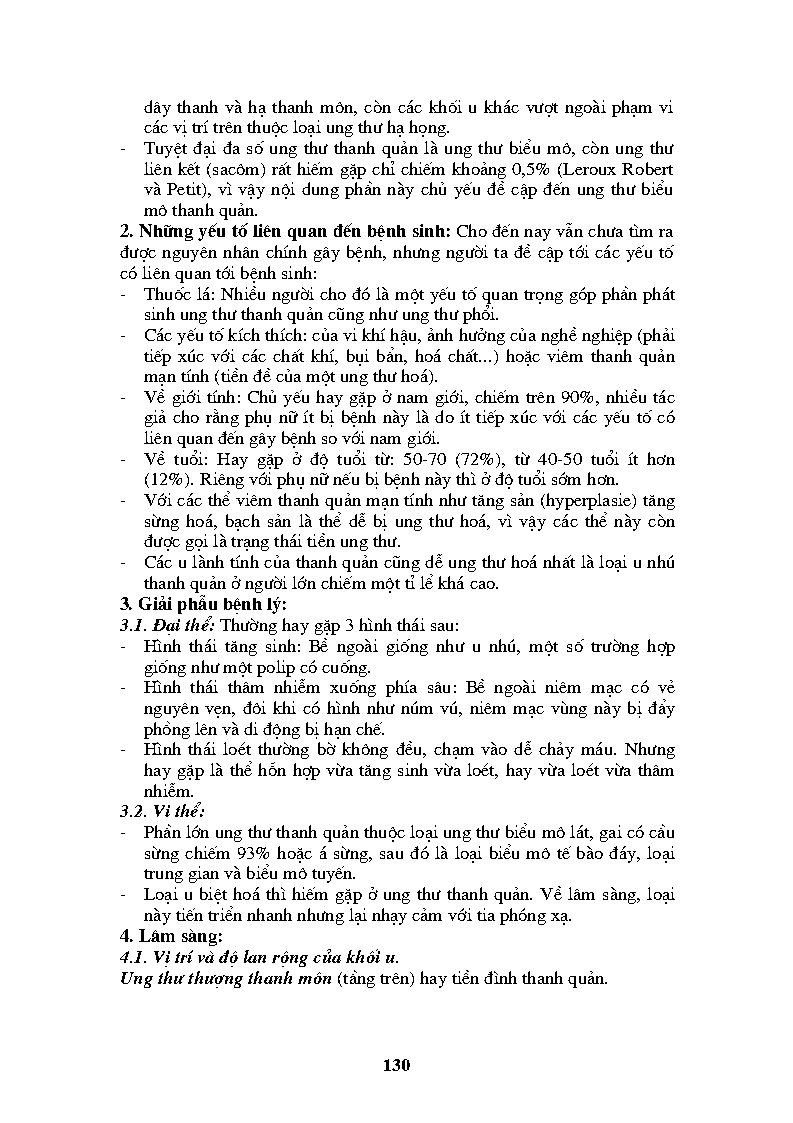 dây thanh và hạ thanh môn, còn các khối u khác vượt ngoài phạm vi
các vị trí trên thuộc loại ung thư hạ họng.
- Tuyệt đại đa số ung thư thanh quản là ung thư biểu mô, còn ung thư
liên kết (sacôm) rất hiếm gặp chỉ chiếm khoảng 0,5% (Leroux Robert
và Petit), vì vậy nội dung phần này chủ yếu đề cập đến ung thư biểu
mô thanh quản.
2. Những yếu tố liên quan đến bệnh sinh: Cho đến nay vẫn chưa tìm ra
được nguyên nhân chính gây bệnh, nhưng người ta đề cập tới các yếu tố
có liên quan tới bệnh sinh:
- Thuốc lá: Nhiều người cho đó là một yếu tố quan trọng góp phần phát
sinh ung thư thanh quản cũng như ung thư phổi.
- Các yếu tố kích thích: của vi khí hậu, ảnh hưởng của nghề nghiệp (phải
tiếp xúc với các chất khí, bụi bẩn, hoá chất...) hoặc viêm thanh quản
mạn tính (tiền đề của một ung thư hoá).
- Về giới tính: Chủ yếu hay gặp ở nam giới, chiếm trên 90%, nhiều tác
giả cho rằng phụ nữ ít bị bệnh này là do ít tiếp xúc với các yếu tố có
liên quan đến gây bệnh so với nam giới.
- Về tuổi: Hay gặp ở độ tuổi từ: 50-70 (72%), từ 40-50 tuổi ít hơn
(12%). Riêng với phụ nữ nếu bị bệnh này thì ở độ tuổi sớm hơn.
- Với các thể viêm thanh quản mạn tính như tăng sản (hyperplasie) tăng
sừng hoá, bạch sản là thể dễ bị ung thư hoá, vì vậy các thể này còn
được gọi là trạng thái tiền ung thư.
- Các u lành tính của thanh quản cũng dễ ung thư hoá nhất là loại u nhú
thanh quản ở người lớn chiếm một tỉ lể khá cao.
3. Giải phẫu bệnh lý:
3.1. Đại thể: Thường hay gặp 3 hình thái sau:
- Hình thái tăng sinh: Bề ngoài giống như u nhú, một số trường hợp
giống như một polip có cuống.
- Hình thái thâm nhiễm xuống phía sâu: Bề ngoài niêm mạc có vẻ
nguyên vẹn, đôi khi có hình như núm vú, niêm mạc vùng này bị đẩy
phồng lên và di động bị hạn chế.
- Hình thái loét thường bờ không đều, chạm vào dễ chảy máu. Nhưng
hay gặp là thể hỗn hợp vừa tăng sinh vừa loét, hay vừa loét vừa thâm
nhiễm.
3.2. Vi thể:
- Phần lớn ung thư thanh quản thuộc loại ung thư biểu mô lát, gai có cầu
sừng chiếm 93% hoặc á sừng, sau đó là loại biểu mô tế bào đáy, loại
trung gian và biểu mô tuyến.
- Loại u biệt hoá thì hiếm gặp ở ung thư thanh quản. Về lâm sàng, loại
này tiến triển nhanh nhưng lại nhạy cảm với tia phóng xạ.
4. Lâm sàng:
4.1. Vị trí và độ lan rộng của khối u.
Ung thư thượng thanh môn (tầng trên) hay tiền đình thanh quản.
130